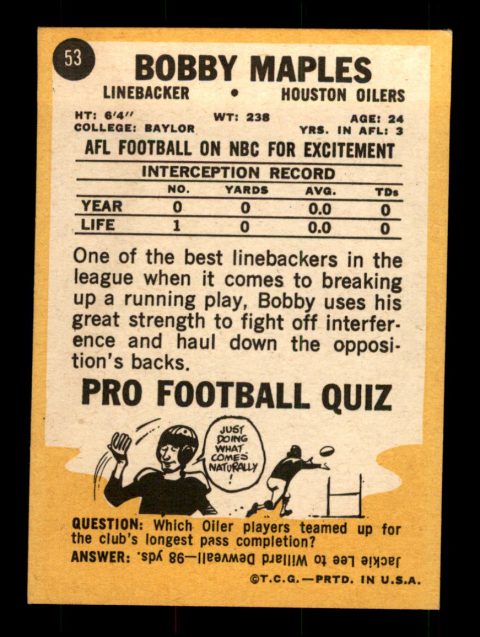 53
BOBBY MAPLES
LINEBACKER • HOUSTON OILERS
HT: 6'4" WT: 238 AGE: 24
COLLEGE: BAYLOR YRS. IN AFL: 3
AFL FOOTBALL ON NBC FOR EXCITEMENT
INTERCEPTION RECORD
NO. YARDS AVG. TDs
YEAR 0 0 0.0 0
LIFE 1 0 0.0 0
One of the best linebackers in the
league when it comes to breaking
up a running play, Bobby uses his
great strength to fight off interfer-
ence and haul down the opposi-
tion's backs.
PRO FOOTBALL QUIZ
JUST
DOING
WHAT
COMES
NATURALLY
!
QUESTION: Which Oiler players teamed up for
the club's longest pass completion?
ANSWER: Jackie Lee to Willard Dewveall—98 yds.
©T.C.G.—PRTD. IN U.S.A.